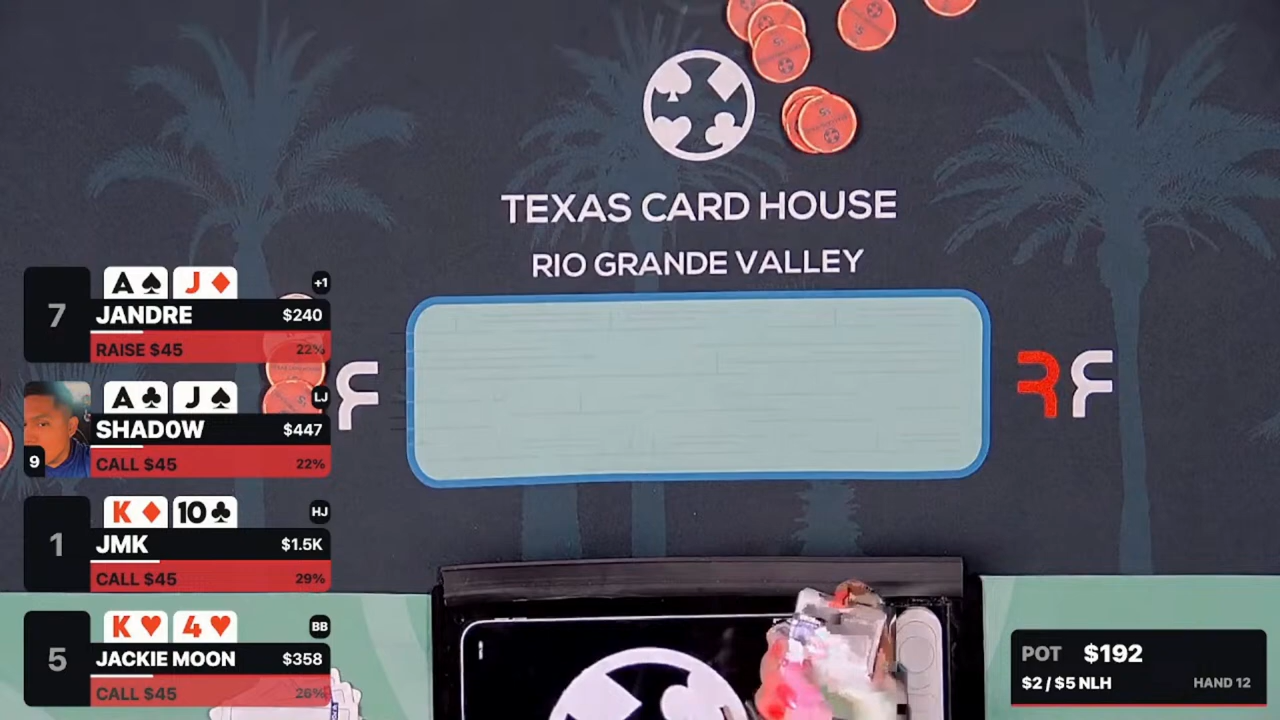 TEXAS CARD HOUSE
RIO GRANDE VALLEY
7
A♠ J♦
+1
JANDRE $240
RAISE $45 22%
A♣ J♠
LJ
SHAD0W $447
9
CALL $45 22%
1
K♦ 10♣
HJ
JMK $1.5K
CALL $45 29%
5
K♥ 4♥
BB
JACKIE MOON $358
CALL $45 26%
POT $192
$2 / $5 NLH HAND 12